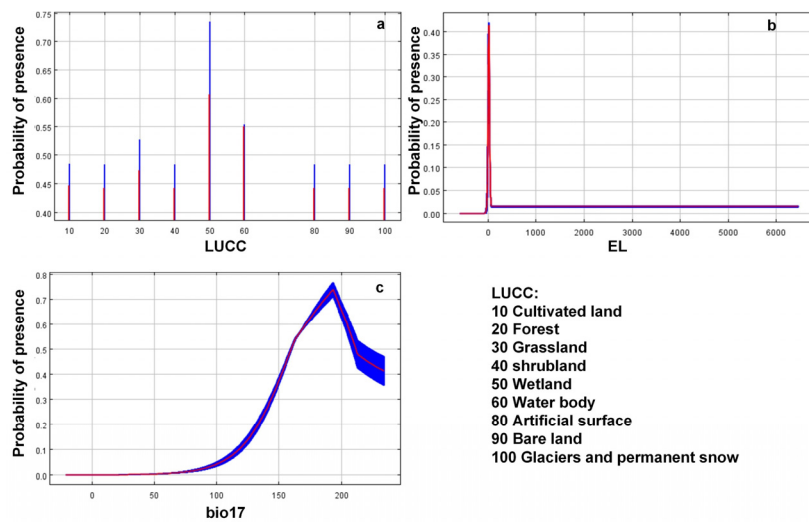 a
0.75
0.70
0.65
0.60
0.55
0.50
0.45
0.40
Probability of presence
10 20 30 40 50 60 80 90 100
LUCC
b
0.40
0.35
0.30
0.25
0.20
0.15
0.10
0.05
0.00
Probability of presence
0 1000 2000 3000 4000 5000 6000
EL
c
0.8
0.7
0.6
0.5
0.4
0.3
0.2
0.1
0.0
Probability of presence
0 50 100 150 200
bio17
LUCC:
10 Cultivated land
20 Forest
30 Grassland
40 shrubland
50 Wetland
60 Water body
80 Artificial surface
90 Bare land
100 Glaciers and permanent snow